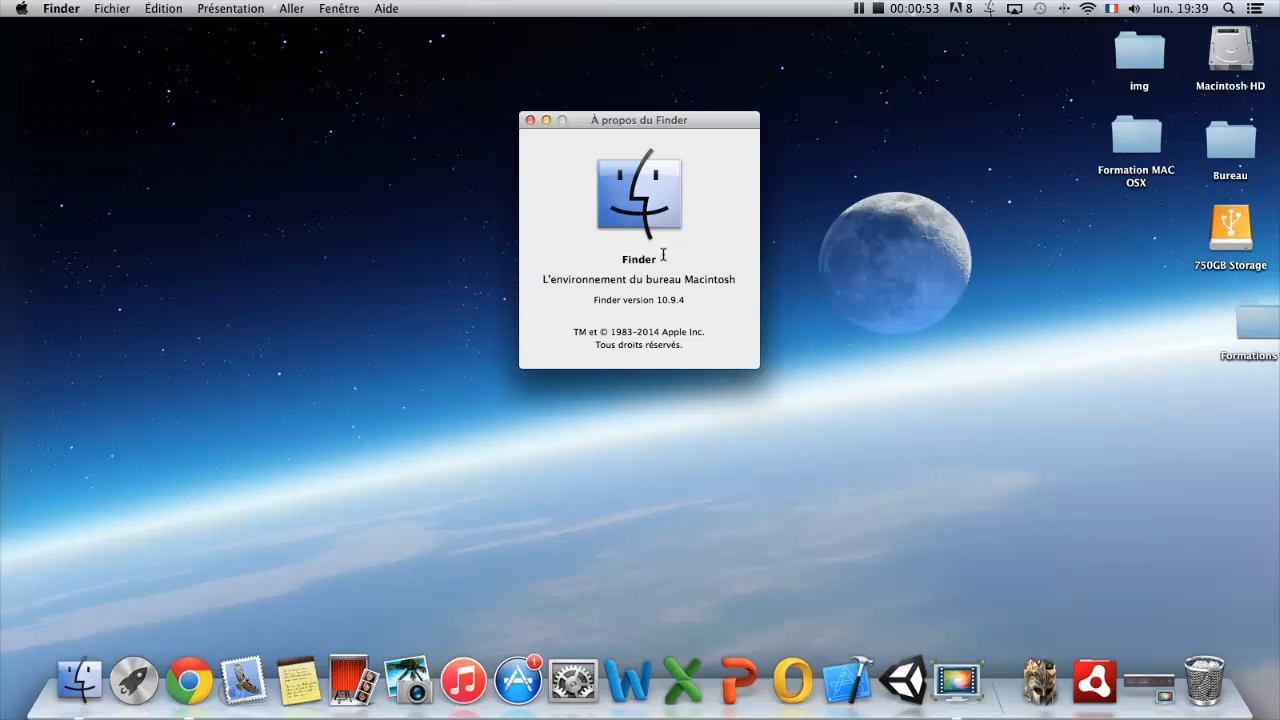 Finder Fichier Édition Présentation Aller Fenêtre Aide 00:00:53 8 lun. 19:39
img
Macintosh HD
Formation MAC
OSX
Bureau
750GB Storage
Formations
À propos du Finder
Finder
L'environnement du bureau Macintosh
Finder version 10.9.4
TM et © 1983-2014 Apple Inc.
Tous droits réservés.
1